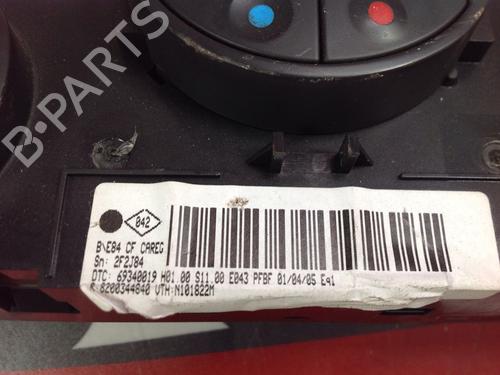 B-PARTS
042
B\E84 CF CAREG
Sn: 2F2J84
DTC: 69340019 H01.00 S11.00 E043 PFBF 01/04/05 Eq1
8200344840 VTH:N101822M